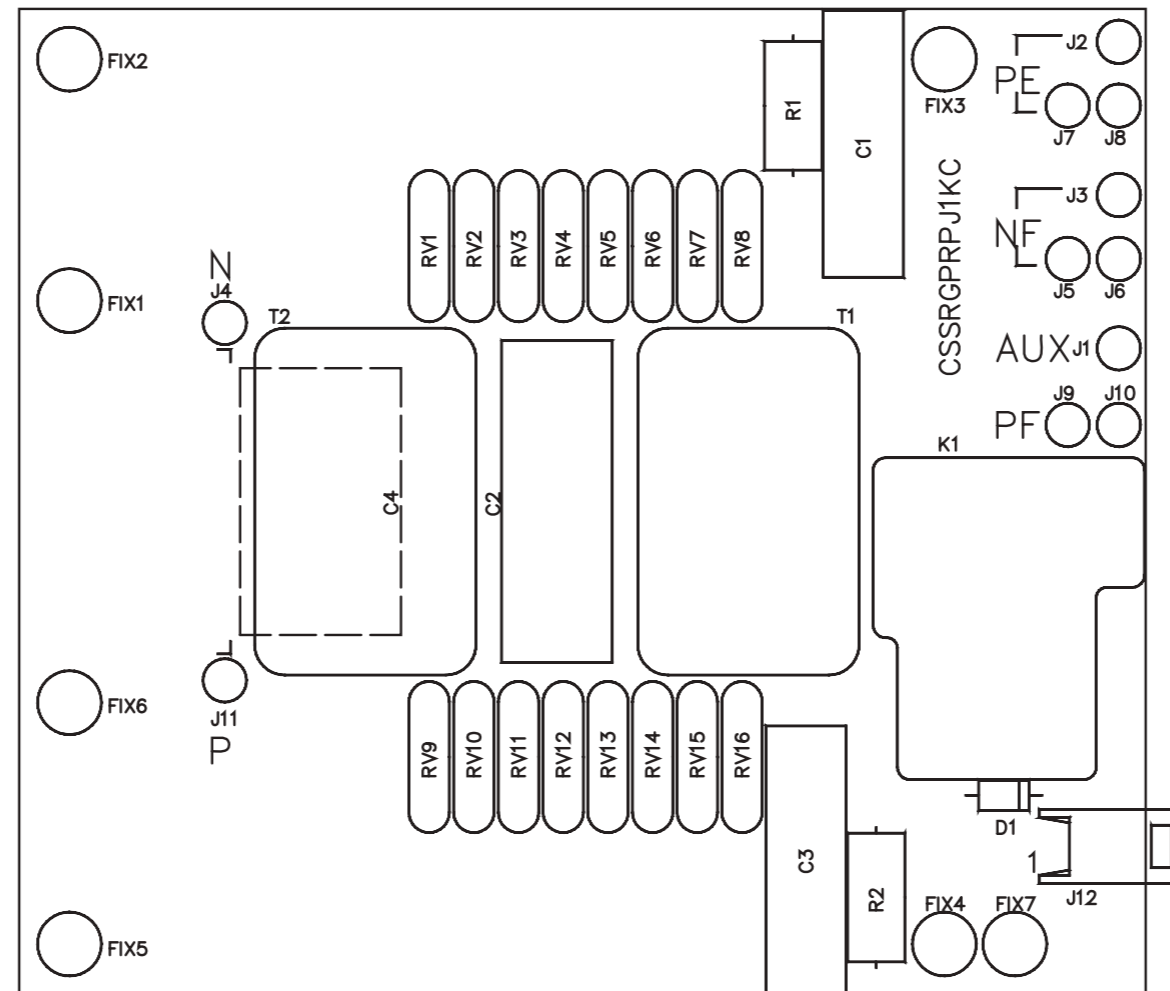 FIX2
R1
C1
FIX3
J2
PE
J7
J8
CSSRGPRPJ1KC
J3
NF
J5
J6
RV1
RV2
RV3
RV4
RV5
RV6
RV7
RV8
N
J4
FIX1
T2
T1
AUX
J1
PF
J9
J10
K1
C4
C2
FIX6
J11
P
RV9
RV10
RV11
RV12
RV13
RV14
RV15
RV16
D1
1
J12
C3
R2
FIX4
FIX7
FIX5